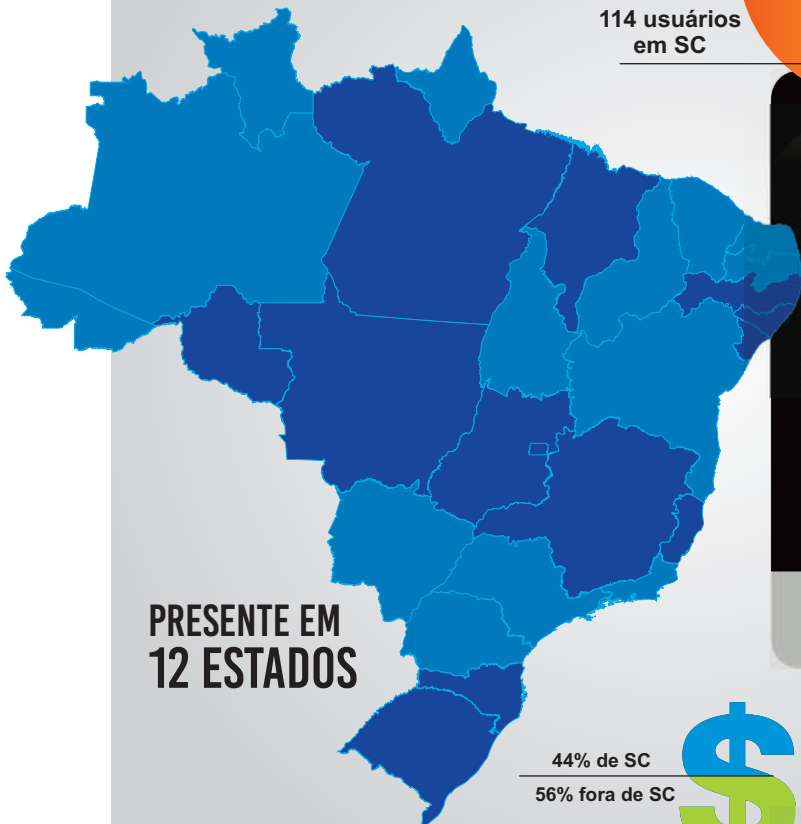 114 usuários
em SC
PRESENTE EM
12 ESTADOS
44% de SC
56% fora de SC
$